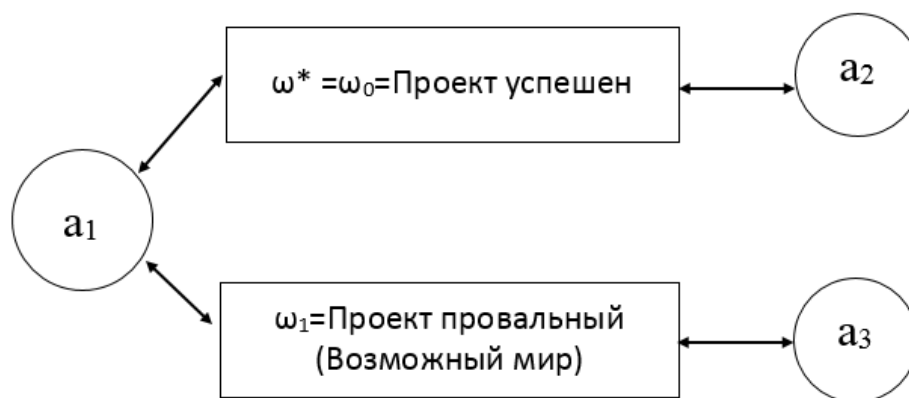 ω* =ω₀=Проект успешен
a₂
a₁
ω₁=Проект провальный
(Возможный мир)
a₃